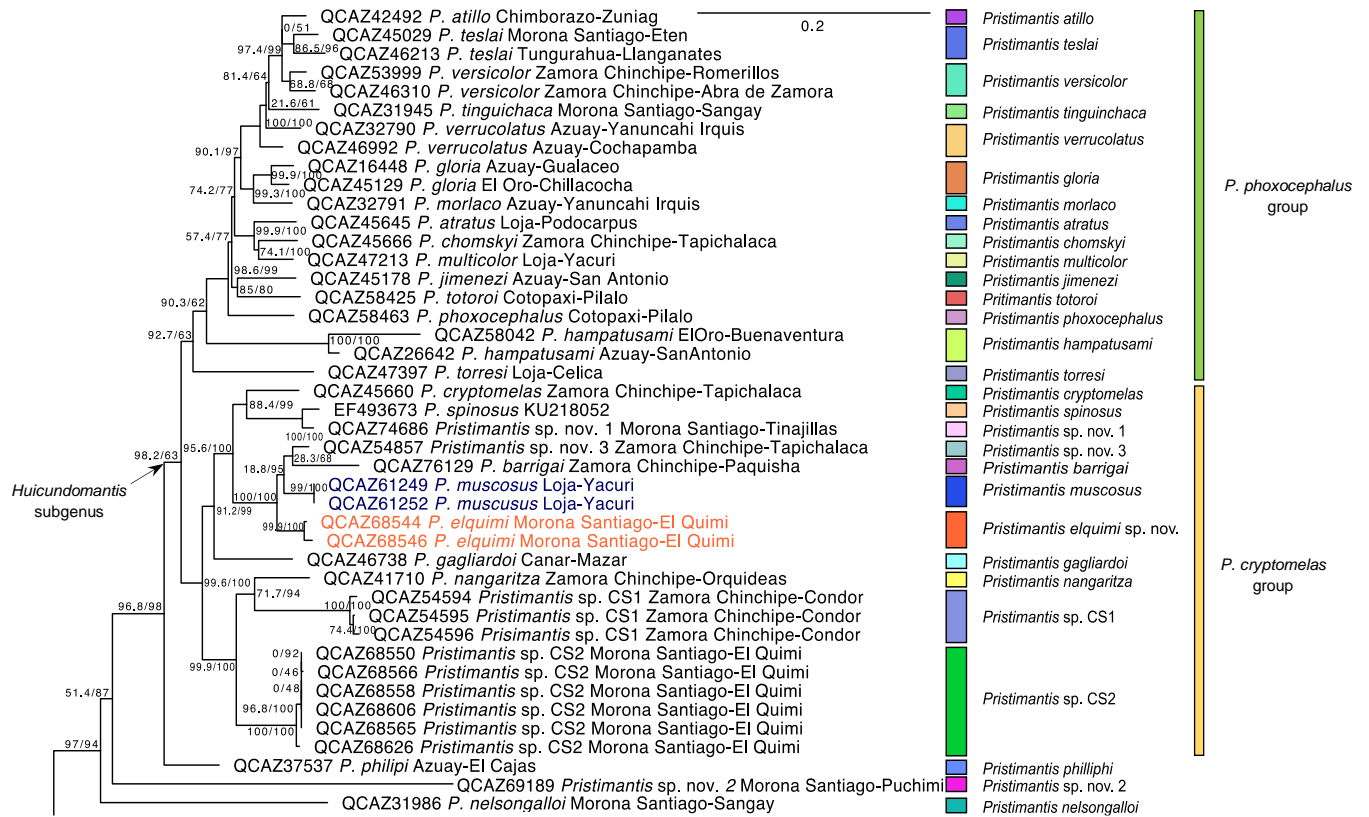 QCAZ42492 P. atillo Chimborazo-Zuniag
0/51
QCAZ45029 P. teslai Morona Santiago-Eten
86.5/96
97.4/99
QCAZ46213 P. teslai Tungurahua-Llanganates
QCAZ53999 P. versicolor Zamora Chinchipe-Romerillos
81.4/64
68.8/68
QCAZ46310 P. versicolor Zamora Chinchipe-Abra de Zamora
21.6/61
QCAZ31945 P. tinguichaca Morona Santiago-Sangay
100/100
QCAZ32790 P. verrucolatus Azuay-Yanuncahi Irquis
QCAZ46992 P. verrucolatus Azuay-Cochapamba
90.1/97
QCAZ16448 P. gloria Azuay-Gualaceo
99.9/100
QCAZ45129 P. gloria El Oro-Chillacocha
74.2/77
99.3/100
QCAZ32791 P. morlaco Azuay-Yanuncahi Irquis
QCAZ45645 P. atratus Loja-Podocarpus
99.9/100
57.4/77
QCAZ45666 P. chomskyi Zamora Chinchipe-Tapichalaca
74.1/100
QCAZ47213 P. multicolor Loja-Yacuri
98.6/99
QCAZ45178 P. jimenezi Azuay-San Antonio
85/80
QCAZ58425 P. totoroi Cotopaxi-Pilalo
90.3/62
QCAZ58463 P. phoxocephalus Cotopaxi-Pilalo
QCAZ58042 P. hampatusami ElOro-Buenaventura
92.7/63
100/100
QCAZ26642 P. hampatusami Azuay-SanAntonio
QCAZ47397 P. torresi Loja-Celica
QCAZ45660 P. cryptomelas Zamora Chinchipe-Tapichalaca
88.4/99
EF493673 P. spinosus KU218052
QCAZ74686 Pristimantis sp. nov. 1 Morona Santiago-Tinajillas
95.6/100
100/100
QCAZ54857 Pristimantis sp. nov. 3 Zamora Chinchipe-Tapichalaca
98.2/63
28.3/68
18.8/95
QCAZ76129 P. barrigai Zamora Chinchipe-Paquisha
99/100
QCAZ61249 P. muscosus Loja-Yacuri
100/100
QCAZ61252 P. muscusus Loja-Yacuri
91.2/99
QCAZ68544 P. elquimi Morona Santiago-El Quimi
99.9/100
QCAZ68546 P. elquimi Morona Santiago-El Quimi
QCAZ46738 P. gagliardoi Canar-Mazar
99.6/100
QCAZ41710 P. nangaritza Zamora Chinchipe-Orquideas
71.7/94
QCAZ54594 Pristimantis sp. CS1 Zamora Chinchipe-Condor
100/100
96.8/98
QCAZ54595 Pristimantis sp. CS1 Zamora Chinchipe-Condor
74.4/100
QCAZ54596 Prisimantis sp. CS1 Zamora Chinchipe-Condor
0/92
QCAZ68550 Pristimantis sp. CS2 Morona Santiago-El Quimi
99.9/100
0/46
QCAZ68566 Pristimantis sp. CS2 Morona Santiago-El Quimi
0/48
QCAZ68558 Pristimantis sp. CS2 Morona Santiago-El Quimi
51.4/87
96.8/100
QCAZ68606 Pristimantis sp. CS2 Morona Santiago-El Quimi
100/100
QCAZ68565 Pristimantis sp. CS2 Morona Santiago-El Quimi
97/94
QCAZ68626 Pristimantis sp. CS2 Morona Santiago-El Quimi
QCAZ37537 P. philipi Azuay-El Cajas
QCAZ69189 Pristimantis sp. nov. 2 Morona Santiago-Puchimi
QCAZ31986 P. nelsongalloi Morona Santiago-Sangay
Huicundomantis
subgenus
0.2
Pristimantis atillo
Pristimantis teslai
Pristimantis versicolor
Pristimantis tinguinchaca
Pristimantis verrucolatus
Pristimantis gloria
Pristimantis morlaco
Pristimantis atratus
Pristimantis chomskyi
Pristimantis multicolor
Pristimantis jimenezi
Pritimantis totoroi
Pristimantis phoxocephalus
Pristimantis hampatusami
Pristimantis torresi
Pristimantis cryptomelas
Pristimantis spinosus
Pristimantis sp. nov. 1
Pristimantis sp. nov. 3
Pristimantis barrigai
Pristimantis muscosus
Pristimantis elquimi sp. nov.
Pristimantis gagliardoi
Pristimantis nangaritza
Pristimantis sp. CS1
Pristimantis sp. CS2
Pristimantis philliphi
Pristimantis sp. nov. 2
Pristimantis nelsongalloi
P. phoxocephalus
group
P. cryptomelas
group